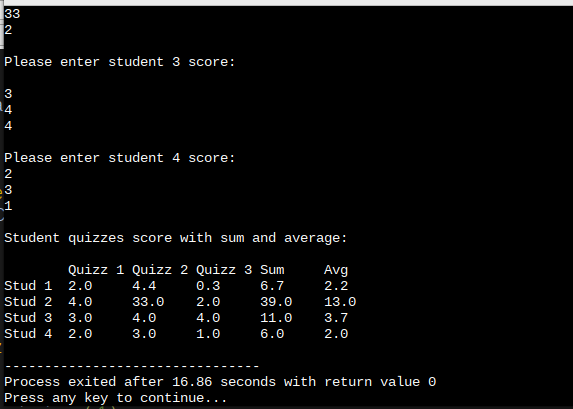 33
2
Please enter student 3 score:
3
4
4
Please enter student 4 score:
2
3
1
Student quizzes score with sum and average:
Quizz 1 Quizz 2 Quizz 3 Sum Avg
Stud 1 2.0 4.4 0.3 6.7 2.2
Stud 2 4.0 33.0 2.0 39.0 13.0
Stud 3 3.0 4.0 4.0 11.0 3.7
Stud 4 2.0 3.0 1.0 6.0 2.0
--------------------------------
Process exited after 16.86 seconds with return value 0
Press any key to continue...